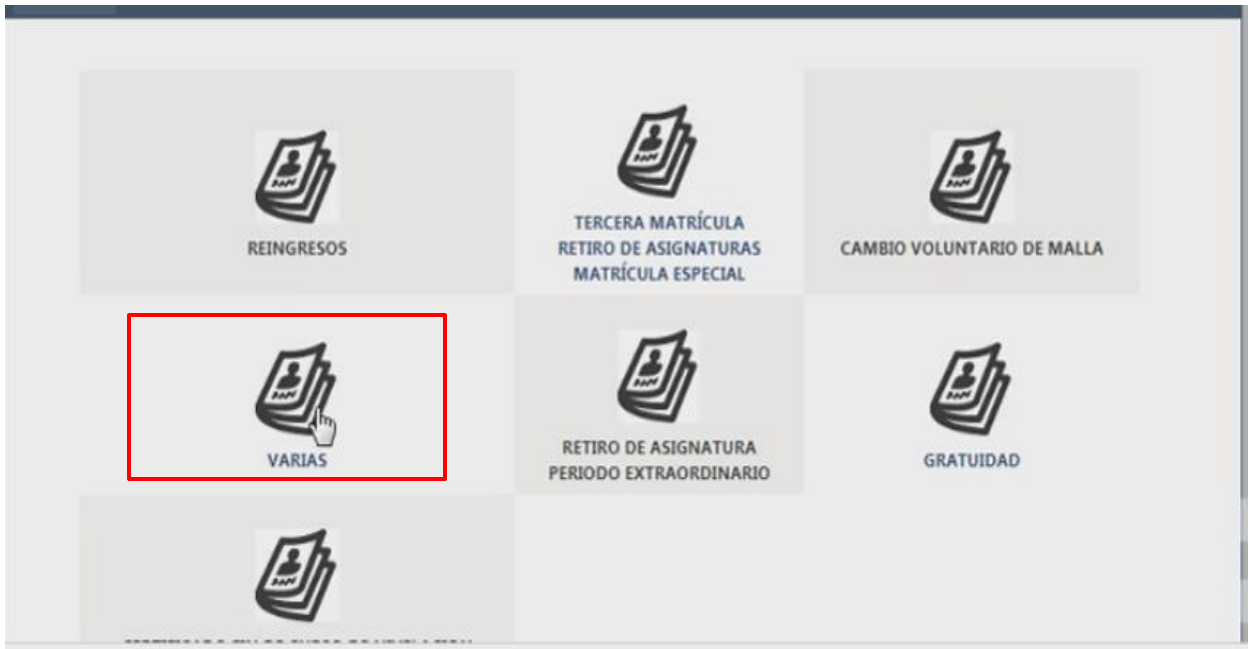 REINGRESOS
TERCERA MATRÍCULA
RETIRO DE ASIGNATURAS
MATRÍCULA ESPECIAL
CAMBIO VOLUNTARIO DE MALLA
VARIAS
RETIRO DE ASIGNATURA
PERIODO EXTRAORDINARIO
GRATUIDAD